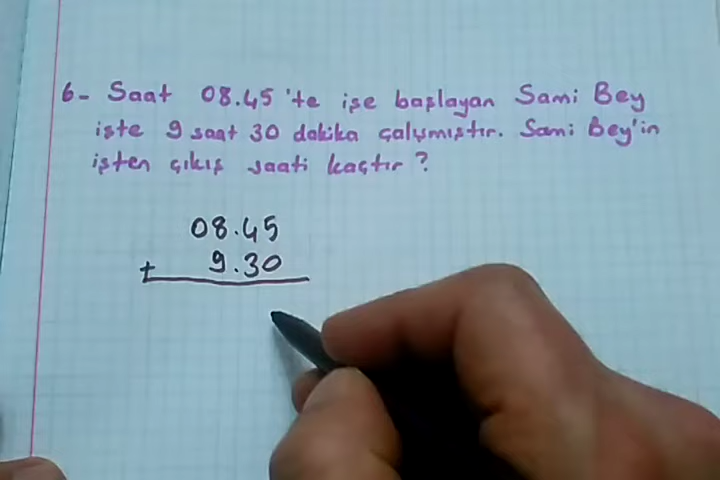 6- Saat 08.45'te işe başlayan Sami Bey
işte 9 saat 30 dakika çalışmıştır. Sami Bey'in
işten çıkış saati kaçtır?
08.45
+ 9.30